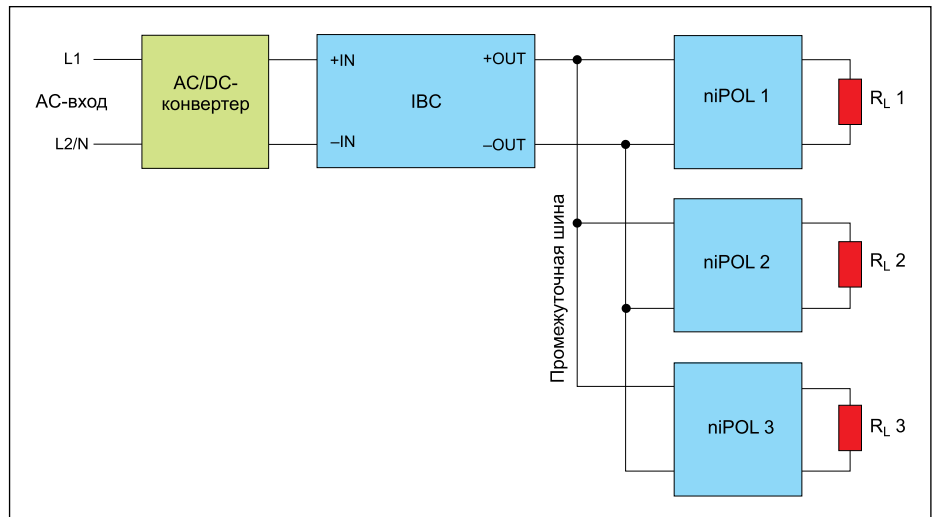 L1
AC-вход
L2/N
AC/DC-
конвертер
+IN
–IN
IBC
+OUT
–OUT
Промежуточная шина
niPOL 1
RL 1
niPOL 2
RL 2
niPOL 3
RL 3